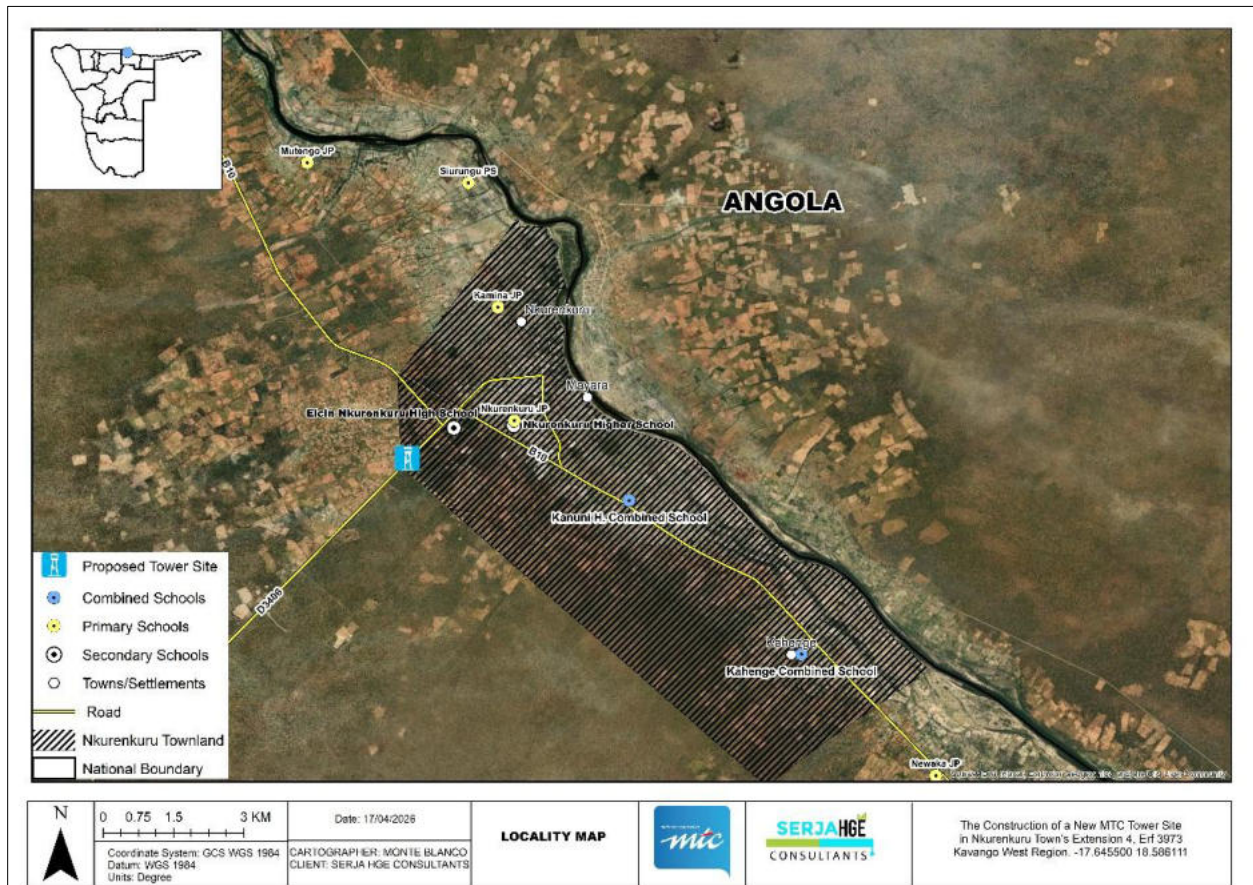 B10
Mutengo JP
Siurungu PS
ANGOLA
Kamina JP
Nkurenkuru
Mayara
Nkurenkuru JP
Elcin Nkurenkuru High School
Nkurenkuru Higher School
B10
Kanuni H. Combined School
D3406
Kahenge
Kahenge Combined School
Newaka JP
Proposed Tower Site
Combined Schools
Primary Schools
Secondary Schools
Towns/Settlements
Road
Nkurenkuru Townland
National Boundary
N
0 0.75 1.5 3 KM
Coordinate System: GCS WGS 1984
Datum: WGS 1984
Units: Degree
Date: 17/04/2026
CARTOGRAPHER: MONTE BLANCO
CLIENT: SERJA HGE CONSULTANTS
LOCALITY MAP
mtc
SERJA HGE
CONSULTANTS
The Construction of a New MTC Tower Site
in Nkurenkuru Town's Extension 4, Erf 3973
Kavango West Region. -17.645500 18.586111